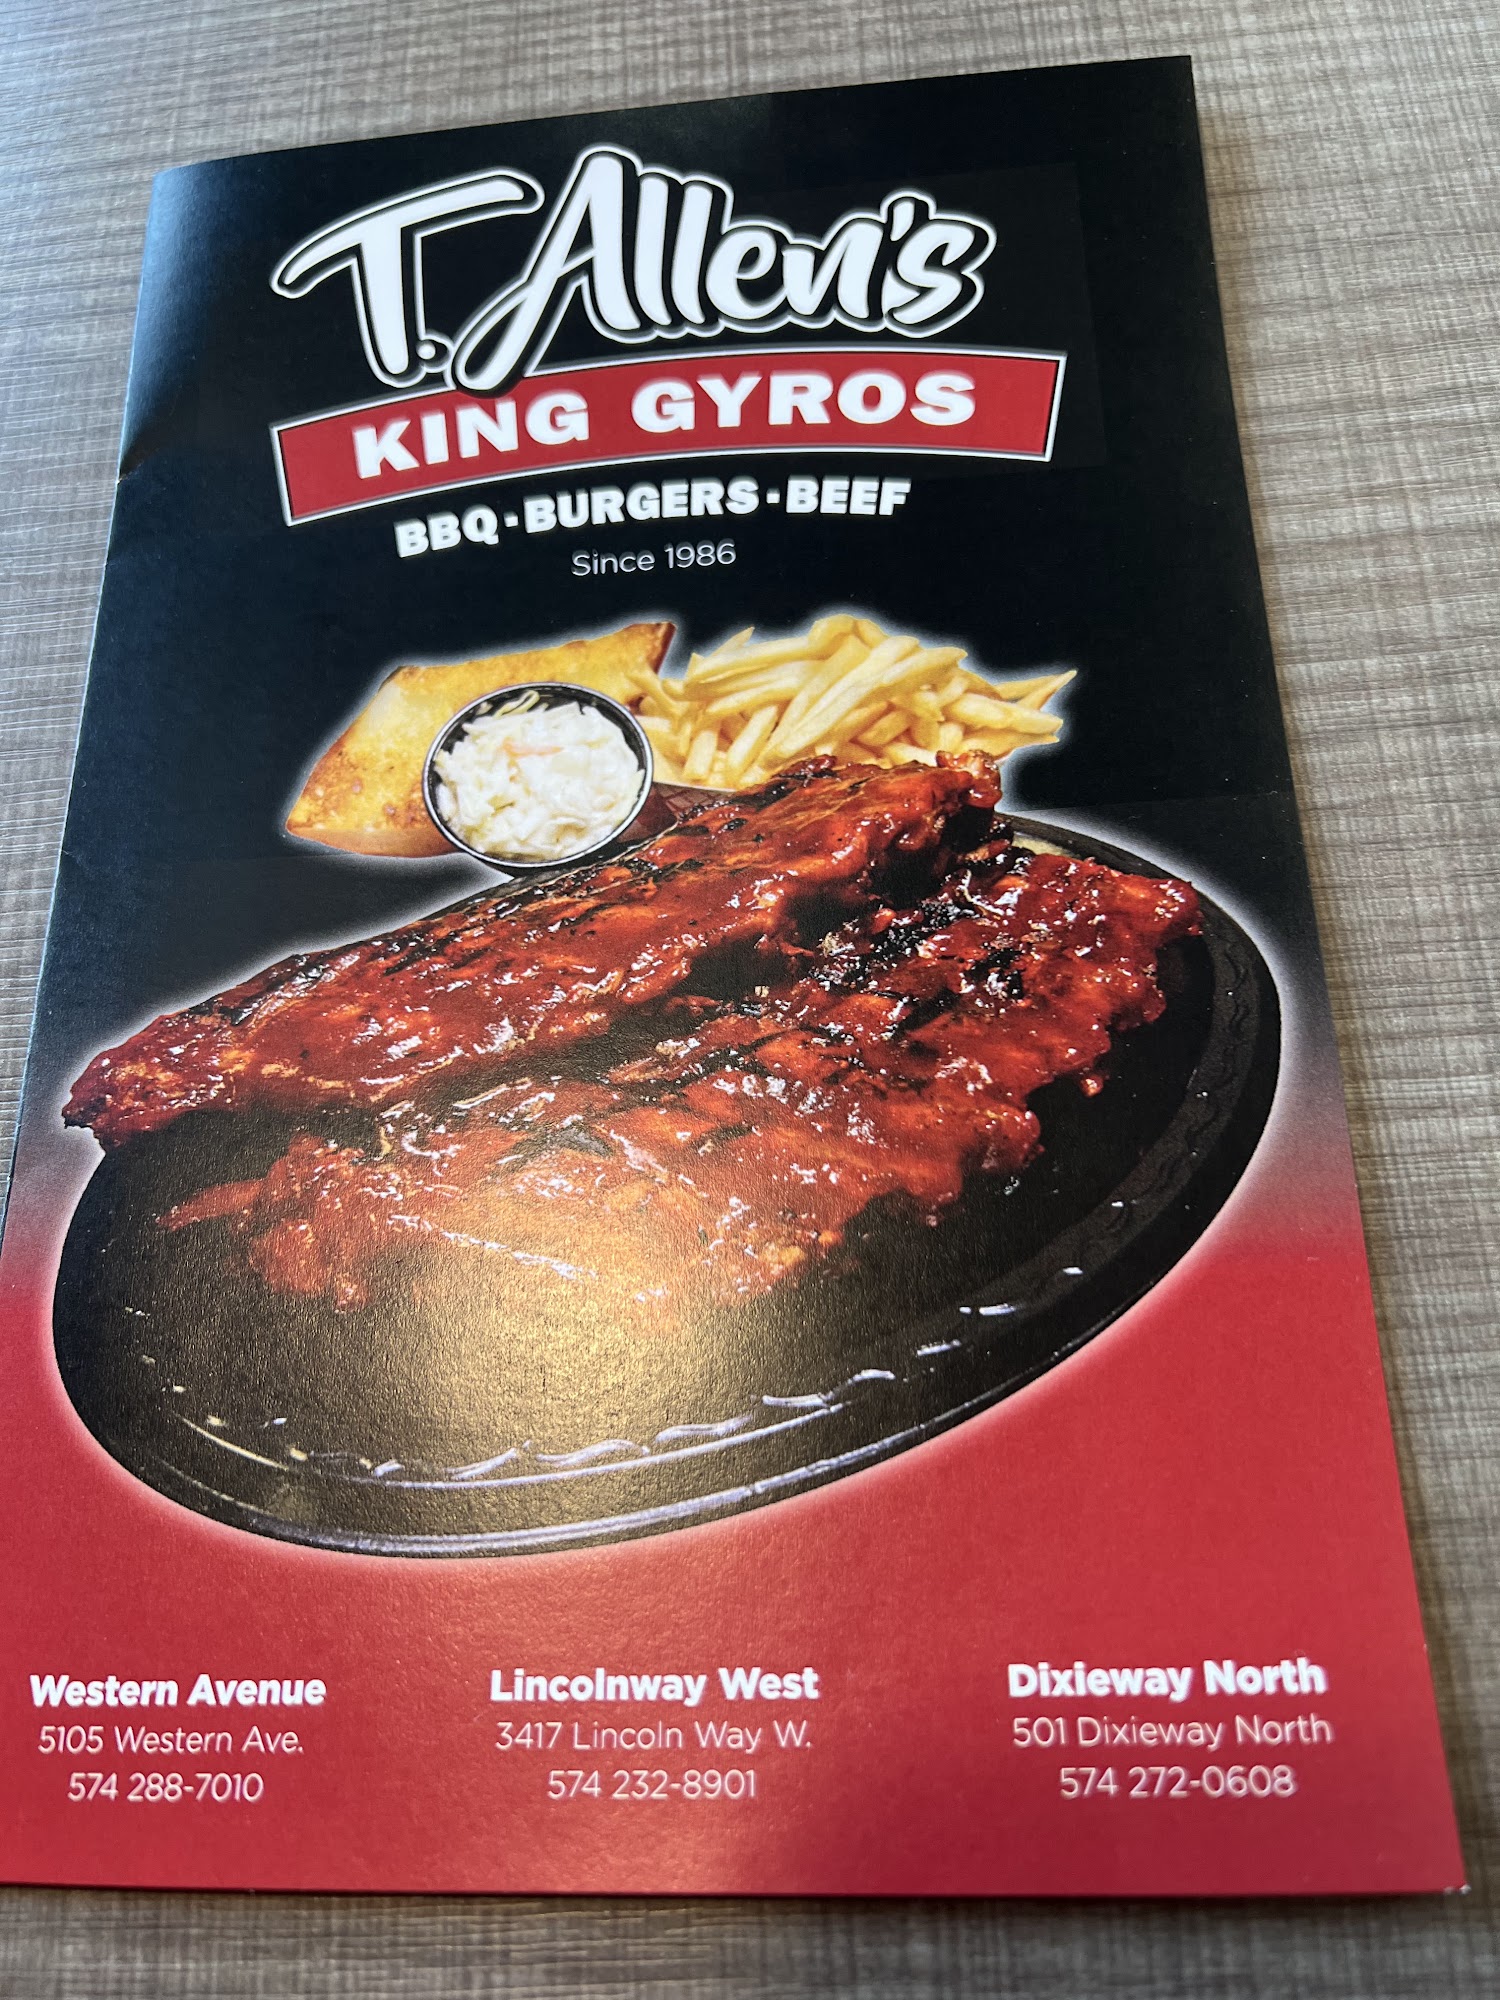 T. Allen's
KING GYROS
BBQ · BURGERS · BEEF
Since 1986
Western Avenue
5105 Western Ave.
574 288-7010
Lincolnway West
3417 Lincoln Way W.
574 232-8901
Dixieway North
501 Dixieway North
574 272-0608